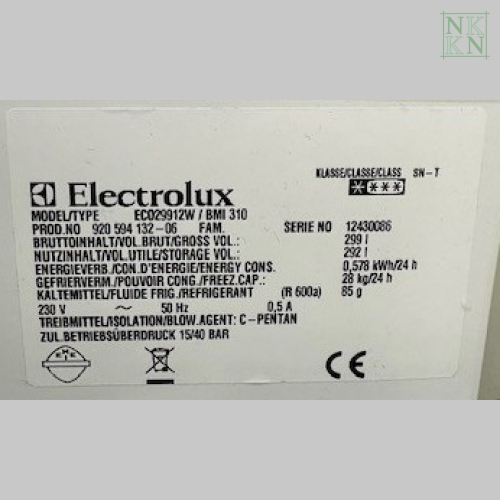 NK
KN
KLASSE/CLASSE/CLASS SN-T
Electrolux
MODEL/TYPE ECO29912W / BMI 310
PROD.NO 920 594 132-06 FAM. SERIE NO 12430086
BRUTTOINHALT/VOL.BRUT/GROSS VOL.: 299 l
NUTZINHALT/VOL.UTILE/STORAGE VOL.: 292 l
ENERGIEVERB./CON.D'ENERGIE/ENERGY CONS. 0,578 kWh/24 h
GEFRIERVERM./POUVOIR CONG./FREEZ.CAP.: 28 kg/24 h
KÄLTEMITTEL/FLUIDE FRIG./REFRIGERANT (R 600a) 85 g
230 V ~ 50 Hz 0,5 A
TREIBMITTEL/ISOLATION/BLOW.AGENT: C-PENTAN
ZUL.BETRIEBSÜBERDRUCK 15/40 BAR
CE